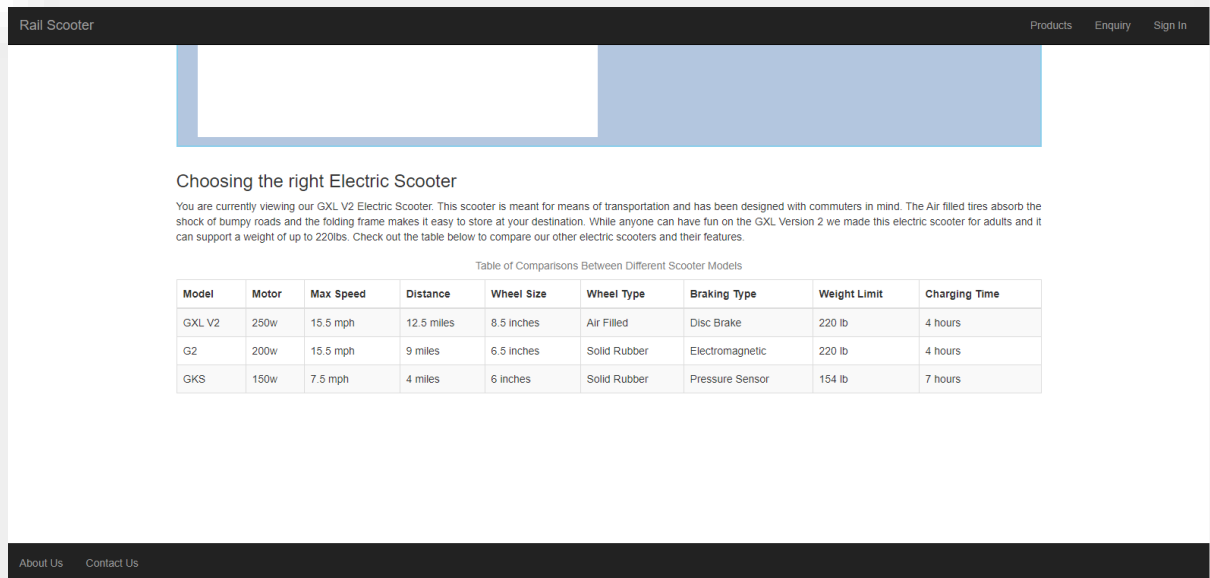 Rail Scooter Products Enquiry Sign In
Choosing the right Electric Scooter
You are currently viewing our GXL V2 Electric Scooter. This scooter is meant for means of transportation and has been designed with commuters in mind. The Air filled tires absorb the
shock of bumpy roads and the folding frame makes it easy to store at your destination. While anyone can have fun on the GXL Version 2 we made this electric scooter for adults and it
can support a weight of up to 220lbs. Check out the table below to compare our other electric scooters and their features.
Table of Comparisons Between Different Scooter Models
Model Motor Max Speed Distance Wheel Size Wheel Type Braking Type Weight Limit Charging Time
GXL V2 250w 15.5 mph 12.5 miles 8.5 inches Air Filled Disc Brake 220 lb 4 hours
G2 200w 15.5 mph 9 miles 6.5 inches Solid Rubber Electromagnetic 220 lb 4 hours
GKS 150w 7.5 mph 4 miles 6 inches Solid Rubber Pressure Sensor 154 lb 7 hours
About Us Contact Us